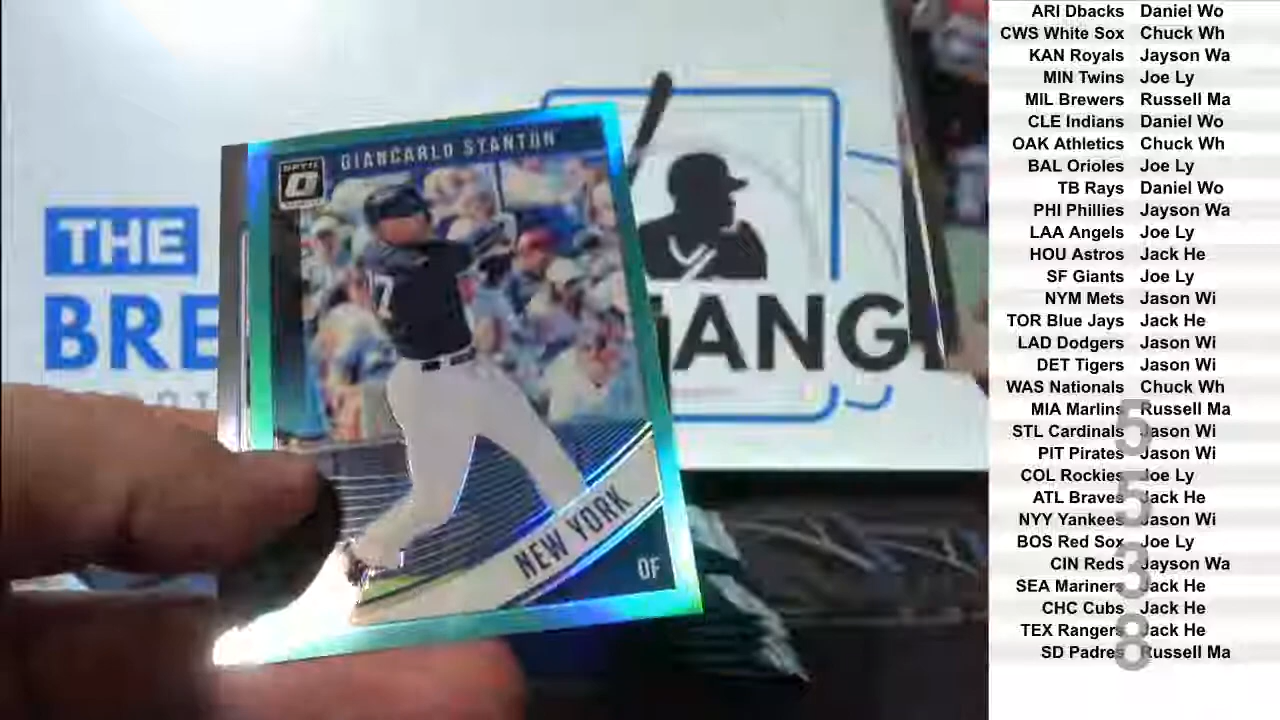 GIANCARLO STANTON
OPTIC
THE
BRE
ANG
17
NEW YORK
OF
ARI Dbacks Daniel Wo
CWS White Sox Chuck Wh
KAN Royals Jayson Wa
MIN Twins Joe Ly
MIL Brewers Russell Ma
CLE Indians Daniel Wo
OAK Athletics Chuck Wh
BAL Orioles Joe Ly
TB Rays Daniel Wo
PHI Phillies Jayson Wa
LAA Angels Joe Ly
HOU Astros Jack He
SF Giants Joe Ly
NYM Mets Jason Wi
TOR Blue Jays Jack He
LAD Dodgers Jason Wi
DET Tigers Jason Wi
WAS Nationals Chuck Wh
MIA Marlins Russell Ma
STL Cardinals Jason Wi
PIT Pirates Jason Wi
COL Rockies Joe Ly
ATL Braves Jack He
NYY Yankees Jason Wi
BOS Red Sox Joe Ly
CIN Reds Jayson Wa
SEA Mariners Jack He
CHC Cubs Jack He
TEX Rangers Jack He
SD Padres Russell Ma
5538